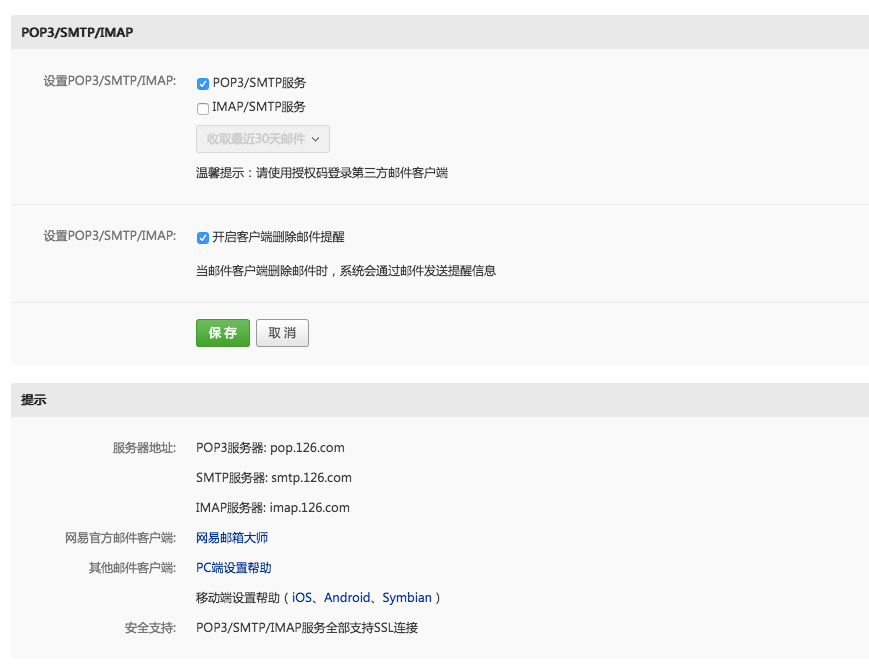 POP3/SMTP/IMAP
设置POP3/SMTP/IMAP: POP3/SMTP服务
IMAP/SMTP服务
收取最近30天邮件
温馨提示：请使用授权码登录第三方邮件客户端
设置POP3/SMTP/IMAP: 开启客户端删除邮件提醒
当邮件客户端删除邮件时，系统会通过邮件发送提醒信息
保存 取消
提示
服务器地址: POP3服务器: pop.126.com
SMTP服务器: smtp.126.com
IMAP服务器: imap.126.com
网易官方邮件客户端: 网易邮箱大师
其他邮件客户端: PC端设置帮助
移动端设置帮助（iOS、Android、Symbian）
安全支持: POP3/SMTP/IMAP服务全部支持SSL连接